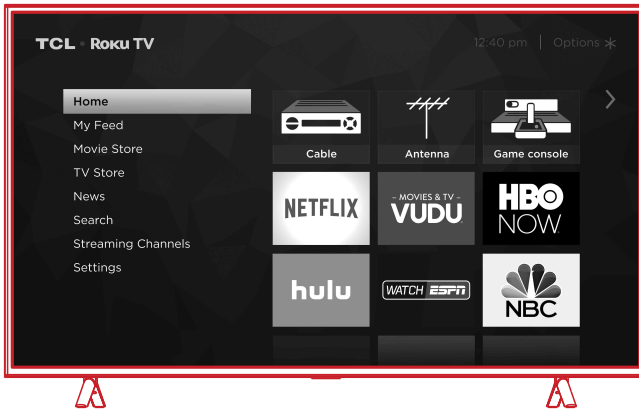 TCL · Roku TV
12:40 pm | Options
Home
My Feed
Movie Store
TV Store
News
Search
Streaming Channels
Settings
Cable
Antenna
Game console
NETFLIX
– MOVIES & TV –
VUDU
HBO
NOW
hulu
WATCH ESPN
NBC